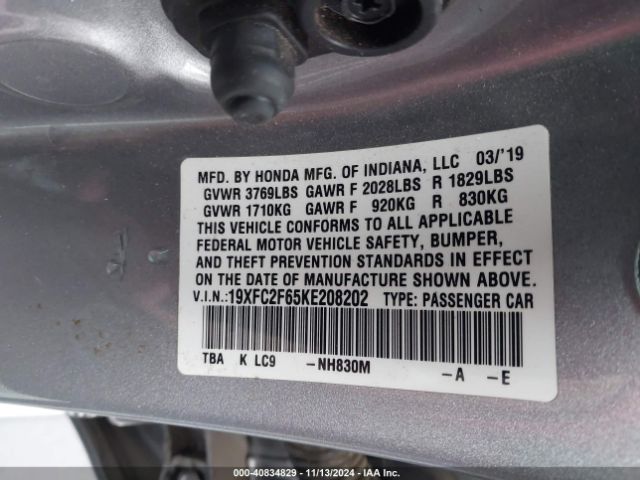 MFD. BY HONDA MFG. OF INDIANA, LLC 03/'19
GVWR 3769LBS GAWR F 2028LBS R 1829LBS
GVWR 1710KG GAWR F 920KG R 830KG
THIS VEHICLE CONFORMS TO ALL APPLICABLE
FEDERAL MOTOR VEHICLE SAFETY, BUMPER,
AND THEFT PREVENTION STANDARDS IN EFFECT
ON THE DATE OF MANUFACTURE SHOWN ABOVE.
V.I.N.:19XFC2F65KE208202 TYPE: PASSENGER CAR
TBA K LC9 -NH830M -A -E
000-40834829 - 11/13/2024 - IAA Inc.